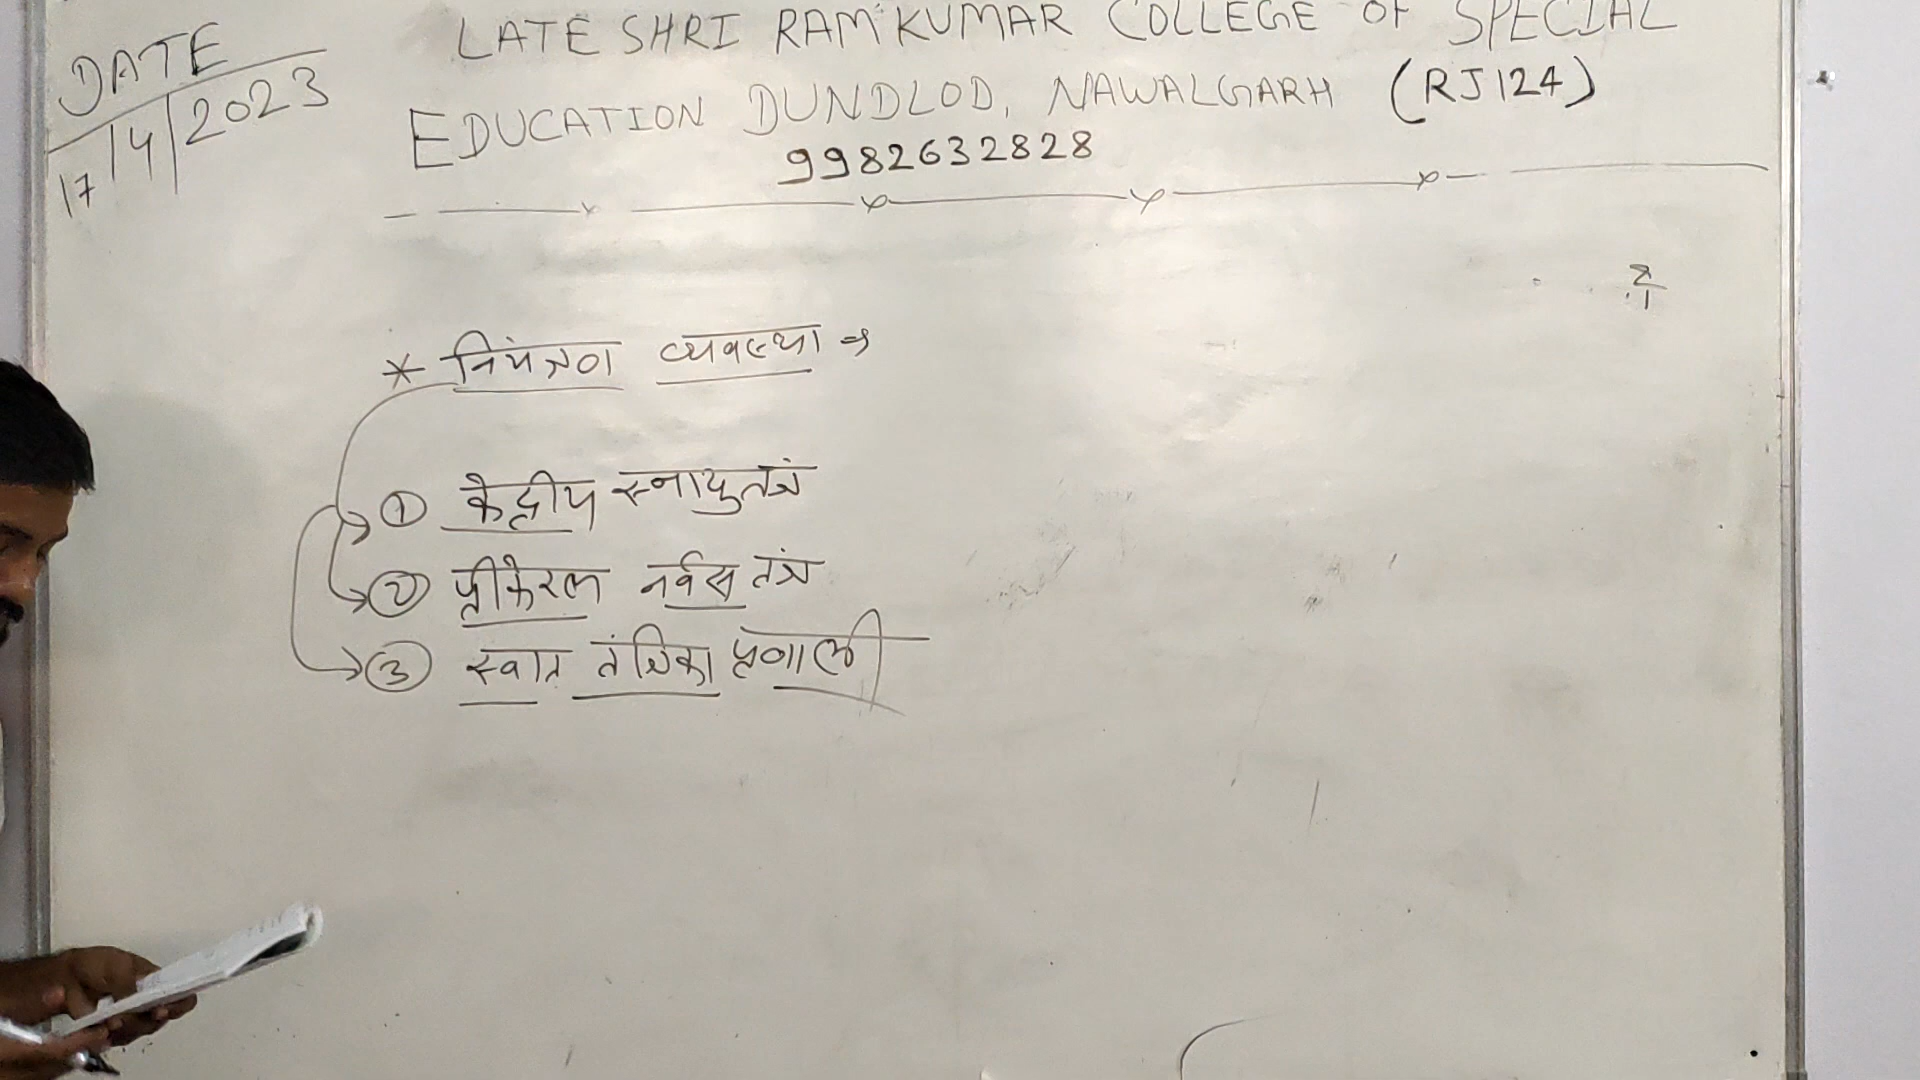 DATE
17/4/2023
LATE SHRI RAM KUMAR COLLEGE OF SPECIAL
EDUCATION DUNDLOD, NAWALGARH (RJ124)
9982632828
* नियंत्रण व्यवस्था ⇒
① केद्रीय स्नायुतत्रं
② प्रीफेरल नर्वस तंत्र
③ स्वात तंत्रिका प्रणाली